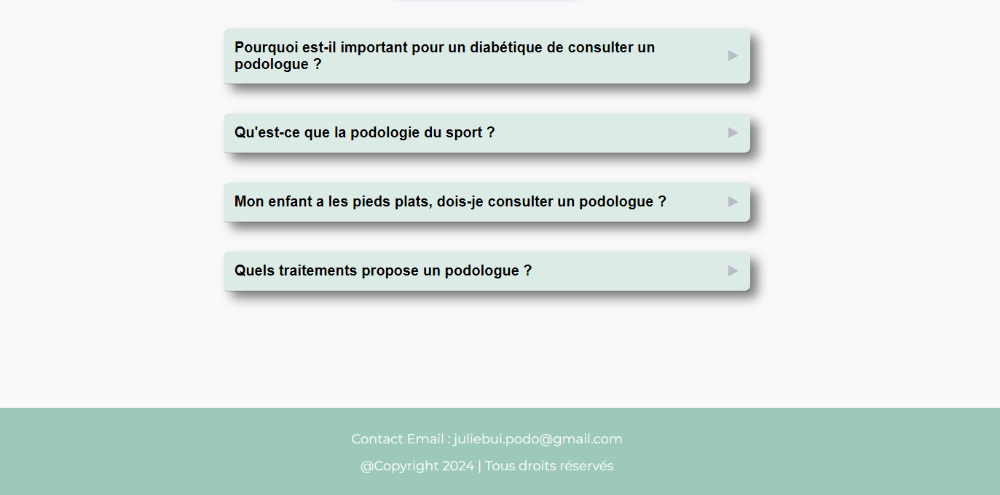 Pourquoi est-il important pour un diabétique de consulter un
podologue ?
Qu'est-ce que la podologie du sport ?
Mon enfant a les pieds plats, dois-je consulter un podologue ?
Quels traitements propose un podologue ?
Contact Email : juliebui.podo@gmail.com
@Copyright 2024 | Tous droits réservés